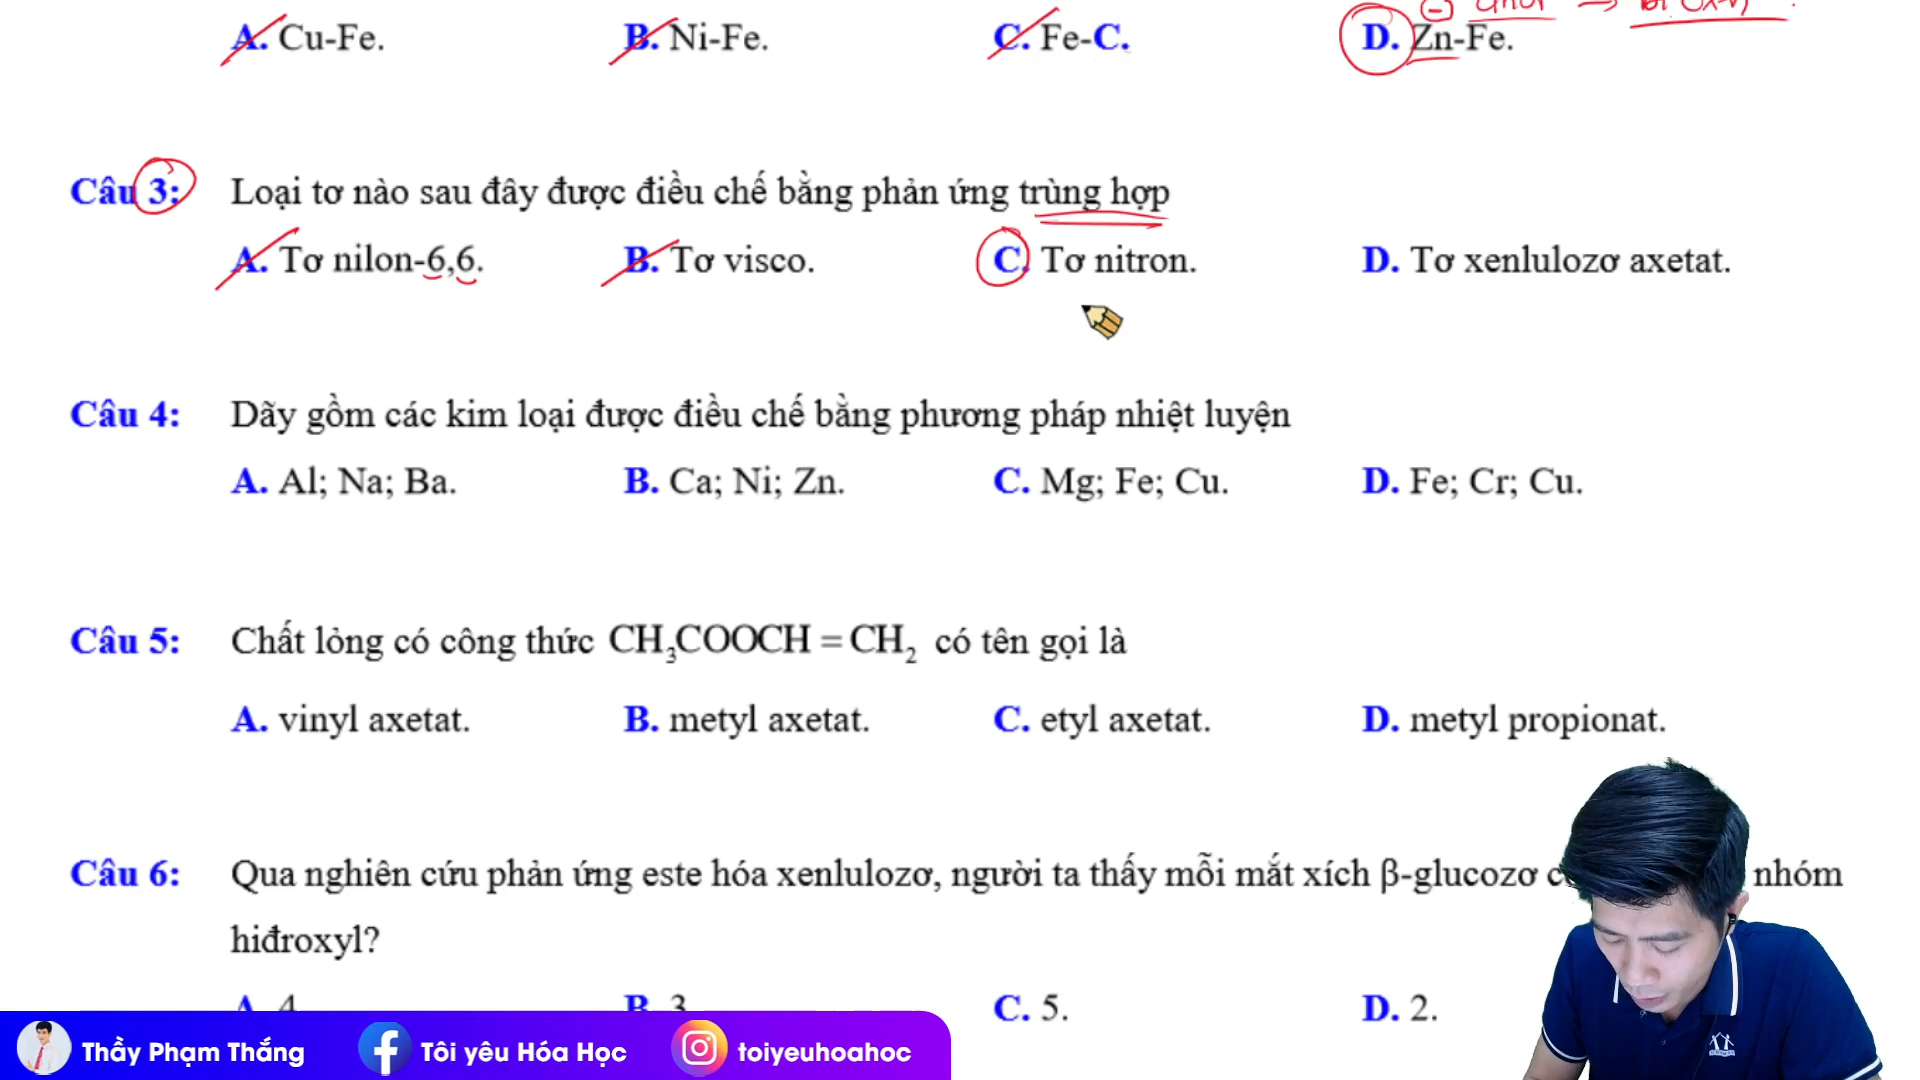 A. Cu-Fe. B. Ni-Fe. C. Fe-C. D. Zn-Fe.
Câu 3: Loại tơ nào sau đây được điều chế bằng phản ứng trùng hợp
A. Tơ nilon-6,6. B. Tơ visco. C. Tơ nitron. D. Tơ xenlulozơ axetat.
Câu 4: Dãy gồm các kim loại được điều chế bằng phương pháp nhiệt luyện
A. Al; Na; Ba. B. Ca; Ni; Zn. C. Mg; Fe; Cu. D. Fe; Cr; Cu.
Câu 5: Chất lỏng có công thức CH₃COOCH = CH₂ có tên gọi là
A. vinyl axetat. B. metyl axetat. C. etyl axetat. D. metyl propionat.
Câu 6: Qua nghiên cứu phản ứng este hóa xenlulozơ, người ta thấy mỗi mắt xích β-glucozơ nhóm
hiđroxyl?
A. 4 B. 3 C. 5. D. 2.
Thầy Phạm Thắng Tôi yêu Hóa Học toiyeuhoahoc